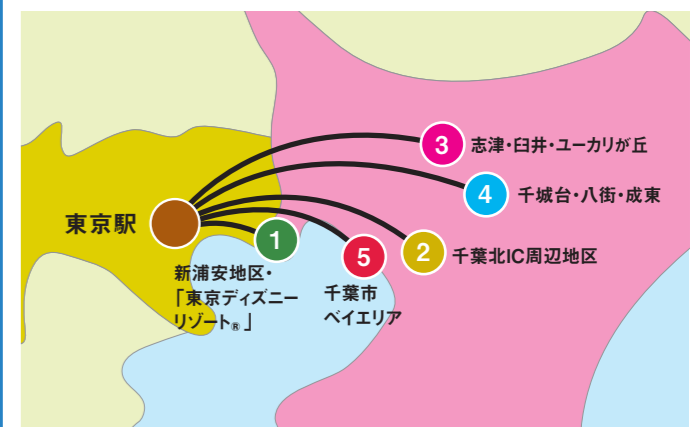 3 志津・臼井・ユーカリが丘
4 千城台・八街・成東
東京駅
1
新浦安地区・
「東京ディズニー
リゾート®」
5
千葉市
ベイエリア
2 千葉北IC周辺地区